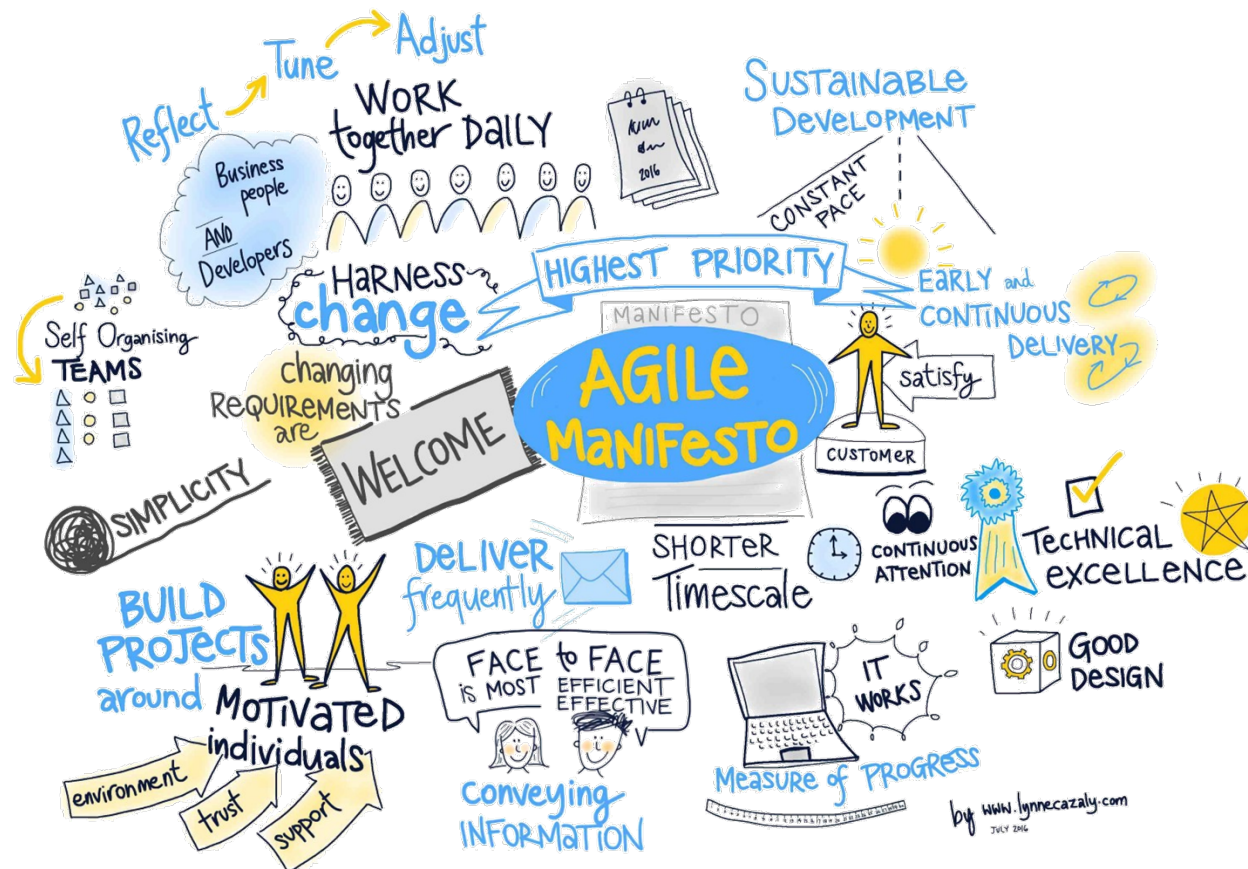 Reflect
Tune
Adjust
WORK
together DAILY
Business
people
AND
Developers
2016
SUSTAINABLE
DEVELOPMENT
CONSTANT
PACE
HARNESS
change
HIGHEST PRIORITY
EARLY and
CONTINUOUS
DELIVERY
Self Organising
TEAMS
changing
REQUIREMENTS
are
WELCOME
MANIFESTO
AGILE
MANIFESTO
satisfy
CUSTOMER
SIMPLICITY
DELIVER
frequently
SHORTER
Timescale
CONTINUOUS
ATTENTION
TECHNICAL
EXCELLENCE
BUILD
PROJECTS
around
MOTIVATED
individuals
environment
trust
support
FACE to FACE
IS MOST EFFICIENT
EFFECTIVE
Conveying
INFORMATION
IT
WORKS
Measure of PROGRESS
GOOD
DESIGN
by www.lynnecazaly.com
JULY 2016